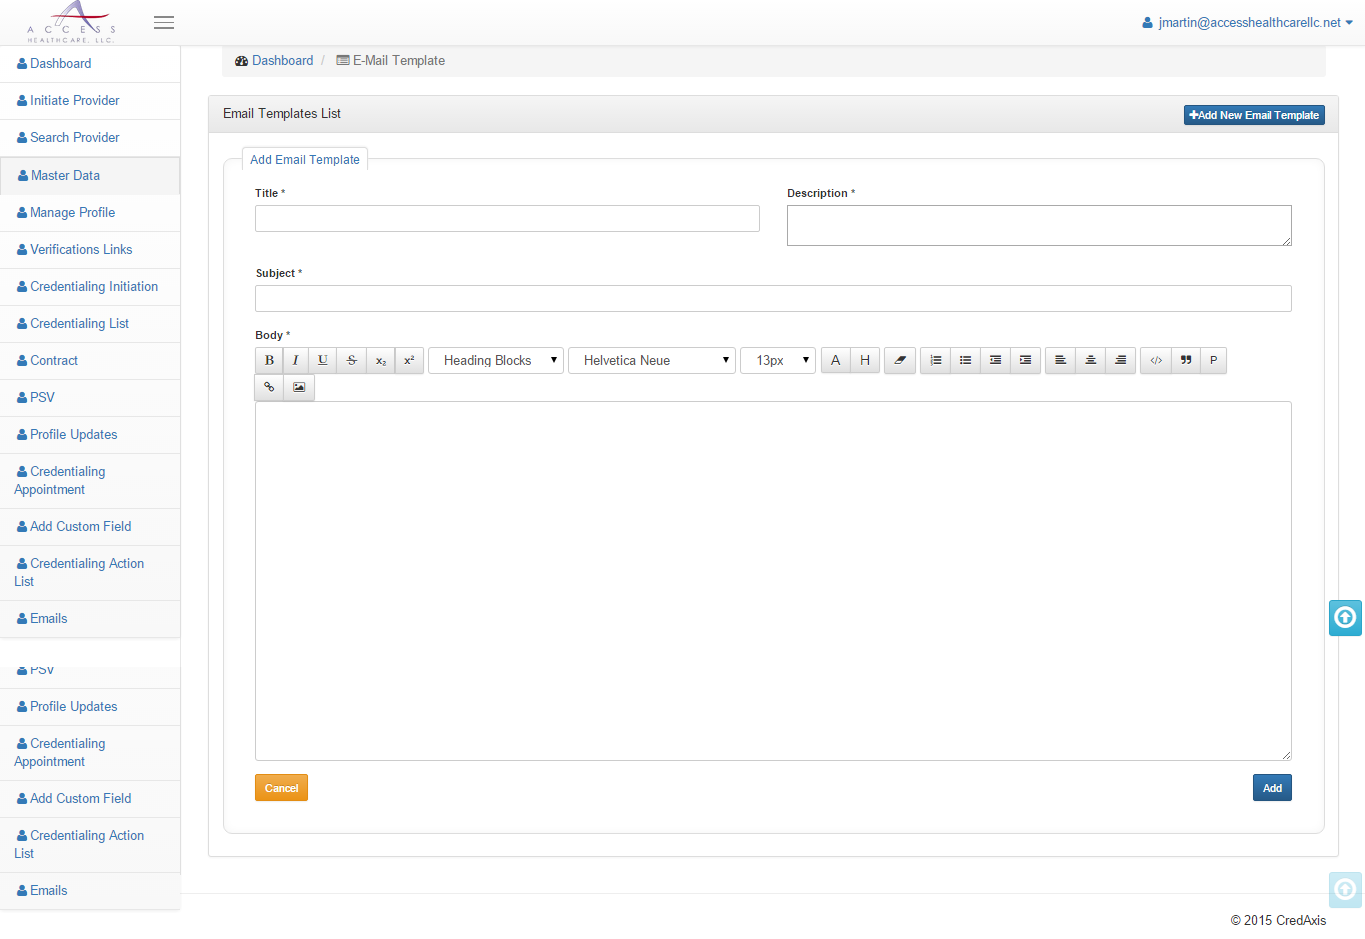 A C C E S S
HEALTHCARE, LLC.
jmartin@accesshealthcarellc.net
Dashboard
Initiate Provider
Search Provider
Master Data
Manage Profile
Verifications Links
Credentialing Initiation
Credentialing List
Contract
PSV
Profile Updates
Credentialing
Appointment
Add Custom Field
Credentialing Action
List
Emails
PSV
Profile Updates
Credentialing
Appointment
Add Custom Field
Credentialing Action
List
Emails
Dashboard / E-Mail Template
Email Templates List
Add New Email Template
Add Email Template
Title * Description *
Subject *
Body *
B I U S x₂ x² Heading Blocks Helvetica Neue 13px A H </> P
Cancel Add
© 2015 CredAxis